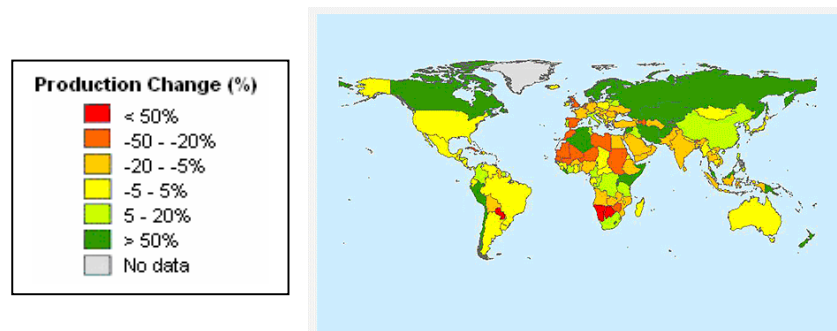 Production Change (%)
< 50%
-50 - -20%
-20 - -5%
-5 - 5%
5 - 20%
> 50%
No data